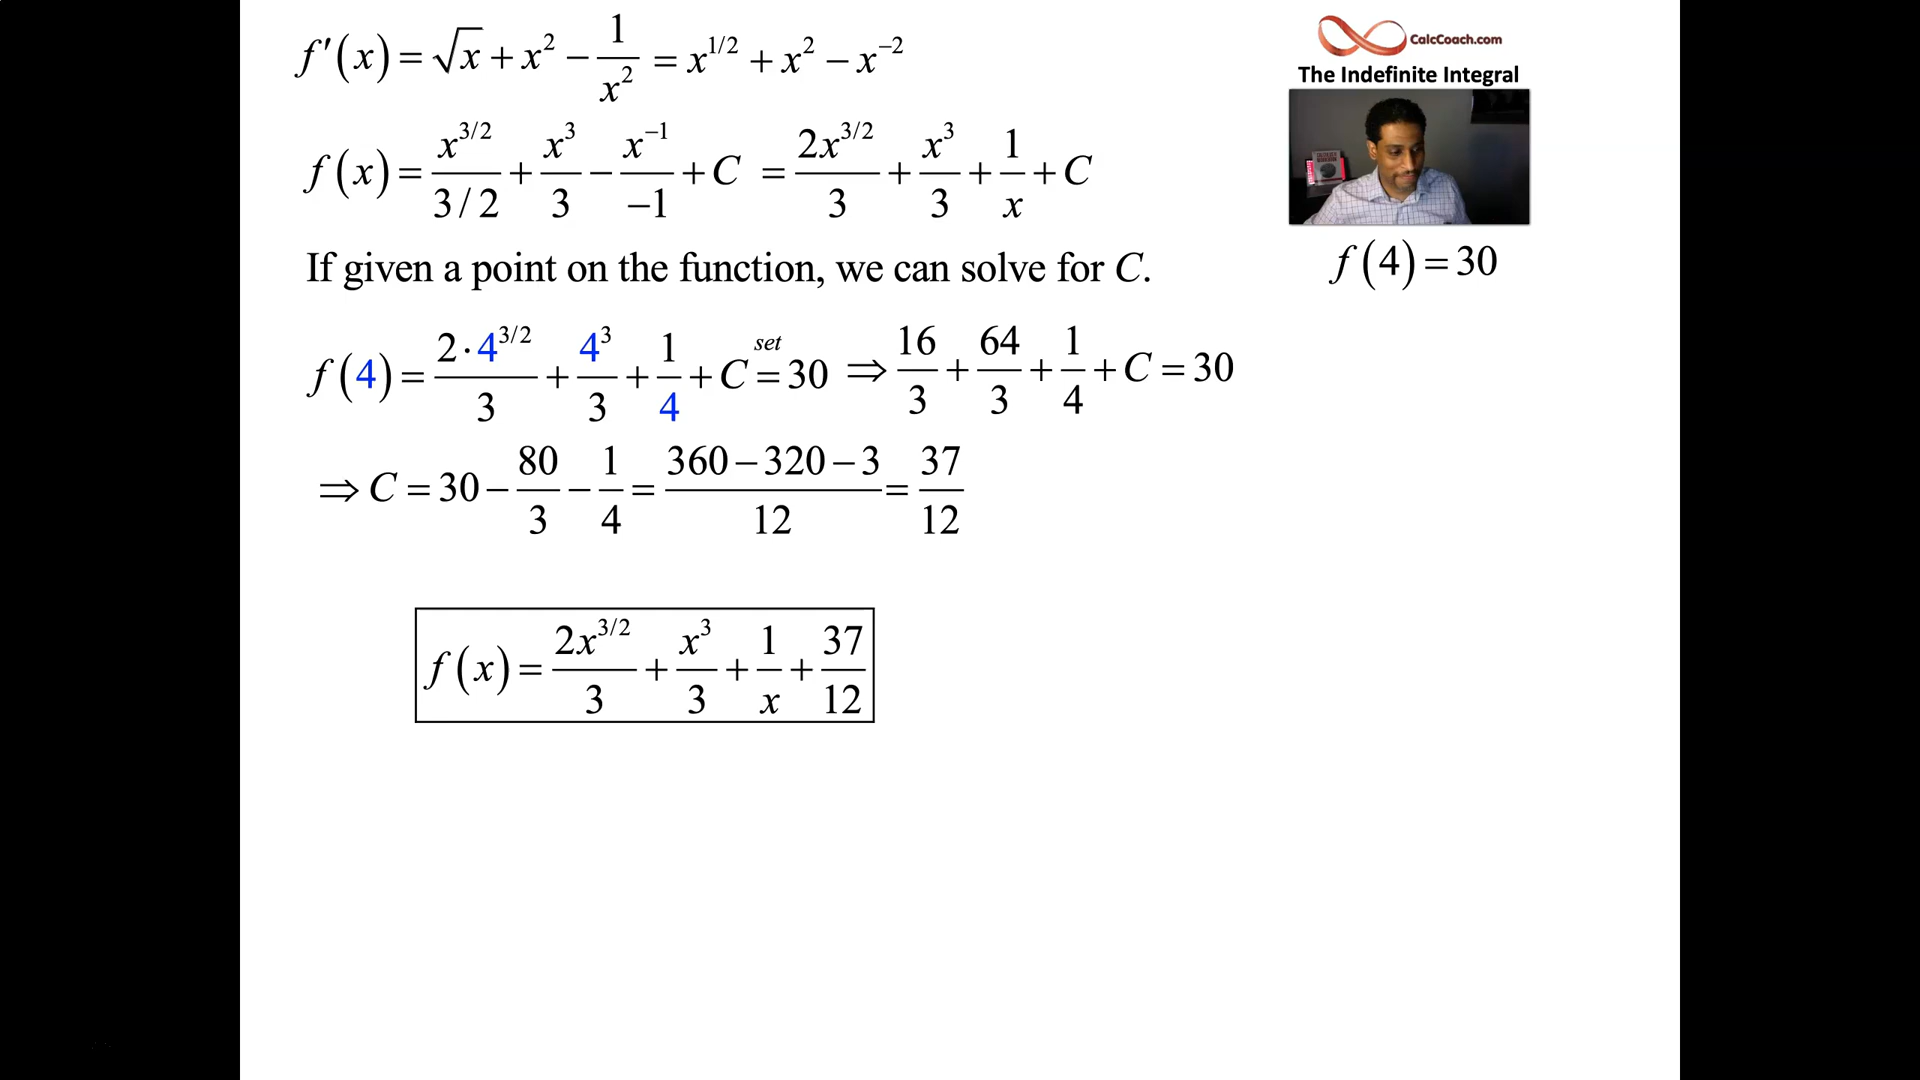 f′(x) = √x + x² − 1/x² = x^{1/2} + x² − x^{−2}
CalcCoach.com
The Indefinite Integral
f(x) = x^{3/2}/(3/2) + x³/3 − x^{−1}/−1 + C = 2x^{3/2}/3 + x³/3 + 1/x + C
If given a point on the function, we can solve for C.
f(4) = 30
f(4) = 2·4^{3/2}/3 + 4³/3 + 1/4 + C set = 30 ⇒ 16/3 + 64/3 + 1/4 + C = 30
⇒ C = 30 − 80/3 − 1/4 = (360 − 320 − 3)/12 = 37/12
f(x) = 2x^{3/2}/3 + x³/3 + 1/x + 37/12